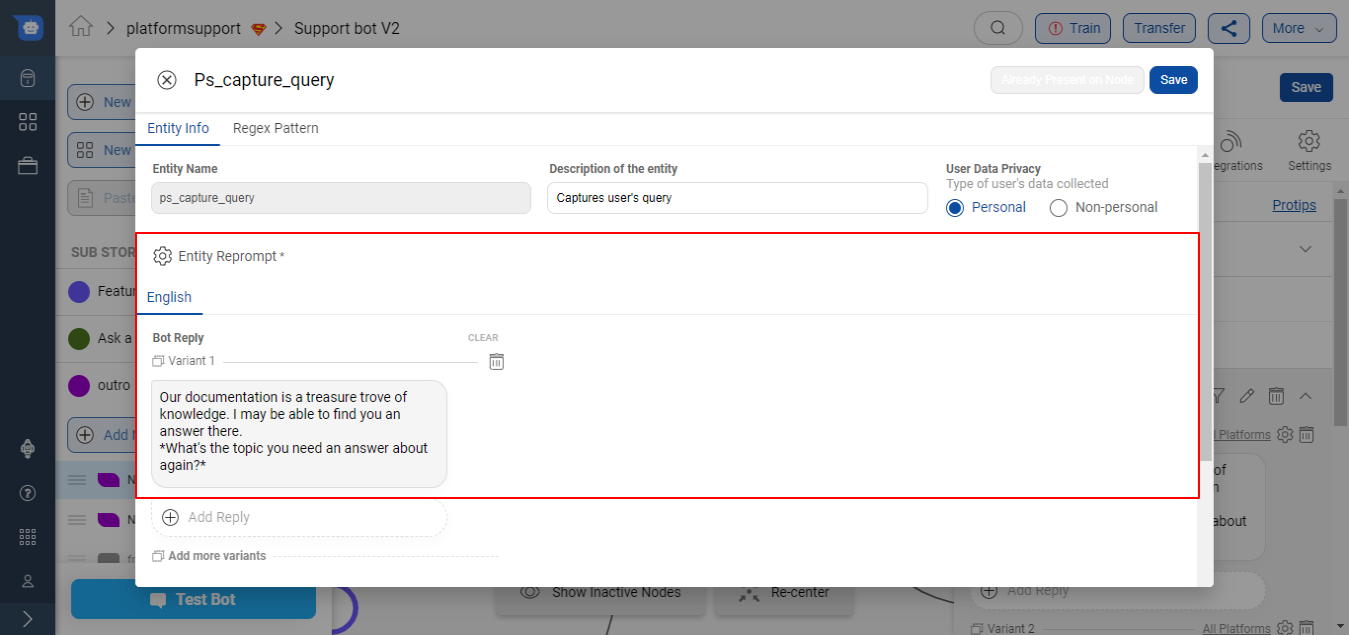 platformsupport
Support bot V2
Train
Transfer
More
Ps_capture_query
Already Present on Node
Save
Save
New
New
Paste
Entity Info
Regex Pattern
Entity Name
Description of the entity
User Data Privacy
Type of user's data collected
ps_capture_query
Captures user's query
Personal
Non-personal
egrations
Settings
Protips
SUB STOR
Entity Reprompt *
English
Featur
Ask a
outro
Add N
Bot Reply
CLEAR
Variant 1
Our documentation is a treasure trove of
knowledge. I may be able to find you an
answer there.
*What's the topic you need an answer about
again?*
Platforms
of
about
Add Reply
Add more variants
Test Bot
Show Inactive Nodes
Re-center
Add Reply
Variant 2
All Platforms